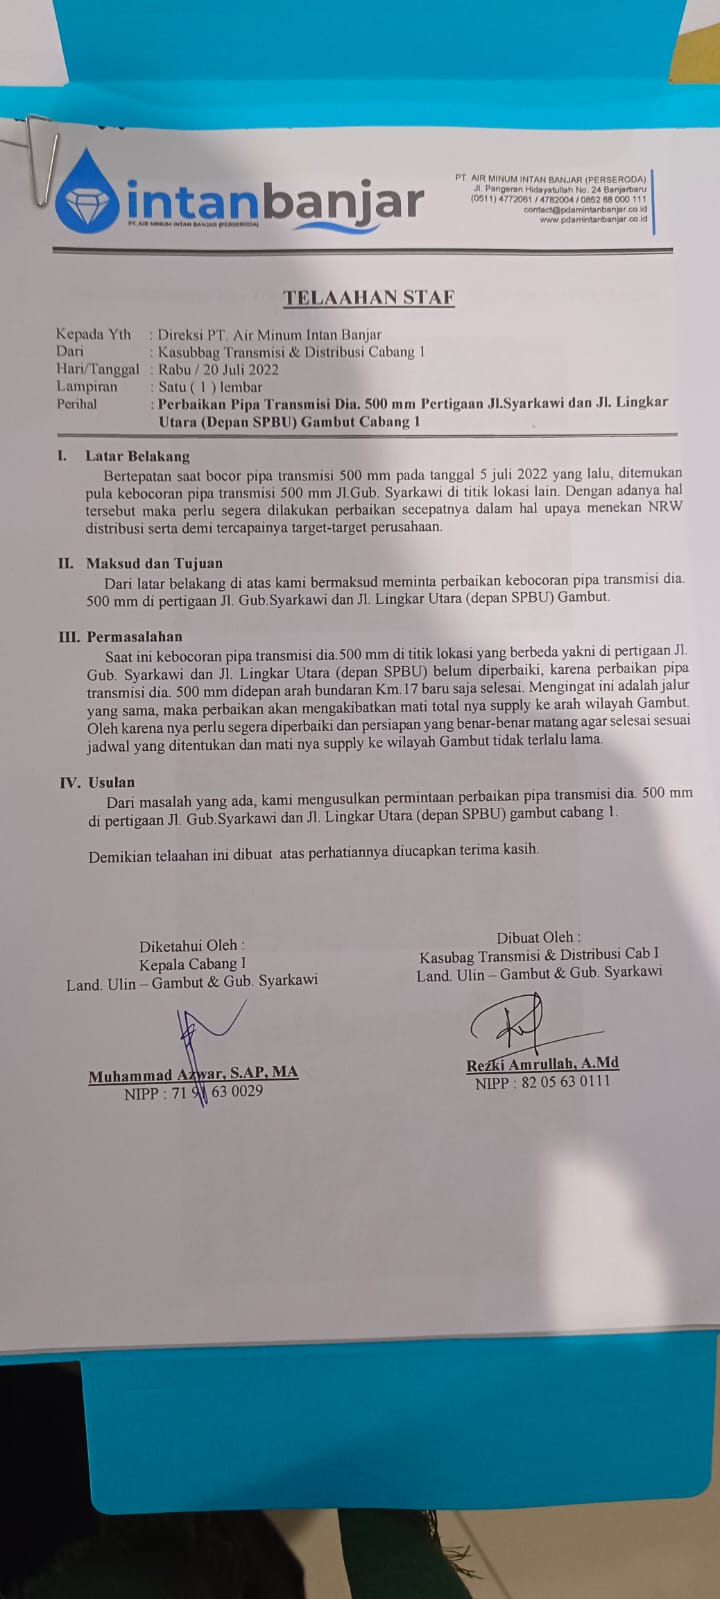 intanbanjar
PT. AIR MINUM INTAN BANJAR (PERSERODA)
PT. AIR MINUM INTAN BANJAR (PERSERODA)
Jl. Pangeran Hidayatullah No. 24 Banjarbaru
(0511) 4772061 / 4782004 / 0852 88 000 111
contact@pdamintanbanjar.co.id
www.pdamintanbanjar.co.id
TELAAHAN STAF
Kepada Yth : Direksi PT. Air Minum Intan Banjar
Dari : Kasubbag Transmisi & Distribusi Cabang 1
Hari/Tanggal : Rabu / 20 Juli 2022
Lampiran : Satu ( 1 ) lembar
Perihal : Perbaikan Pipa Transmisi Dia. 500 mm Pertigaan Jl.Syarkawi dan Jl. Lingkar
Utara (Depan SPBU) Gambut Cabang 1
I. Latar Belakang
Bertepatan saat bocor pipa transmisi 500 mm pada tanggal 5 juli 2022 yang lalu, ditemukan
pula kebocoran pipa transmisi 500 mm Jl.Gub. Syarkawi di titik lokasi lain. Dengan adanya hal
tersebut maka perlu segera dilakukan perbaikan secepatnya dalam hal upaya menekan NRW
distribusi serta demi tercapainya target-target perusahaan.
II. Maksud dan Tujuan
Dari latar belakang di atas kami bermaksud meminta perbaikan kebocoran pipa transmisi dia.
500 mm di pertigaan Jl. Gub.Syarkawi dan Jl. Lingkar Utara (depan SPBU) Gambut.
III. Permasalahan
Saat ini kebocoran pipa transmisi dia.500 mm di titik lokasi yang berbeda yakni di pertigaan Jl.
Gub. Syarkawi dan Jl. Lingkar Utara (depan SPBU) belum diperbaiki, karena perbaikan pipa
transmisi dia. 500 mm didepan arah bundaran Km.17 baru saja selesai. Mengingat ini adalah jalur
yang sama, maka perbaikan akan mengakibatkan mati total nya supply ke arah wilayah Gambut.
Oleh karena nya perlu segera diperbaiki dan persiapan yang benar-benar matang agar selesai sesuai
jadwal yang ditentukan dan mati nya supply ke wilayah Gambut tidak terlalu lama.
IV. Usulan
Dari masalah yang ada, kami mengusulkan permintaan perbaikan pipa transmisi dia. 500 mm
di pertigaan Jl. Gub.Syarkawi dan Jl. Lingkar Utara (depan SPBU) gambut cabang 1.
Demikian telaahan ini dibuat atas perhatiannya diucapkan terima kasih.
Diketahui Oleh :
Kepala Cabang I
Land. Ulin – Gambut & Gub. Syarkawi
Muhammad Azwar, S.AP, MA
NIPP : 71 91 63 0029
Dibuat Oleh :
Kasubag Transmisi & Distribusi Cab I
Land. Ulin – Gambut & Gub. Syarkawi
Rezki Amrullah, A.Md
NIPP : 82 05 63 0111